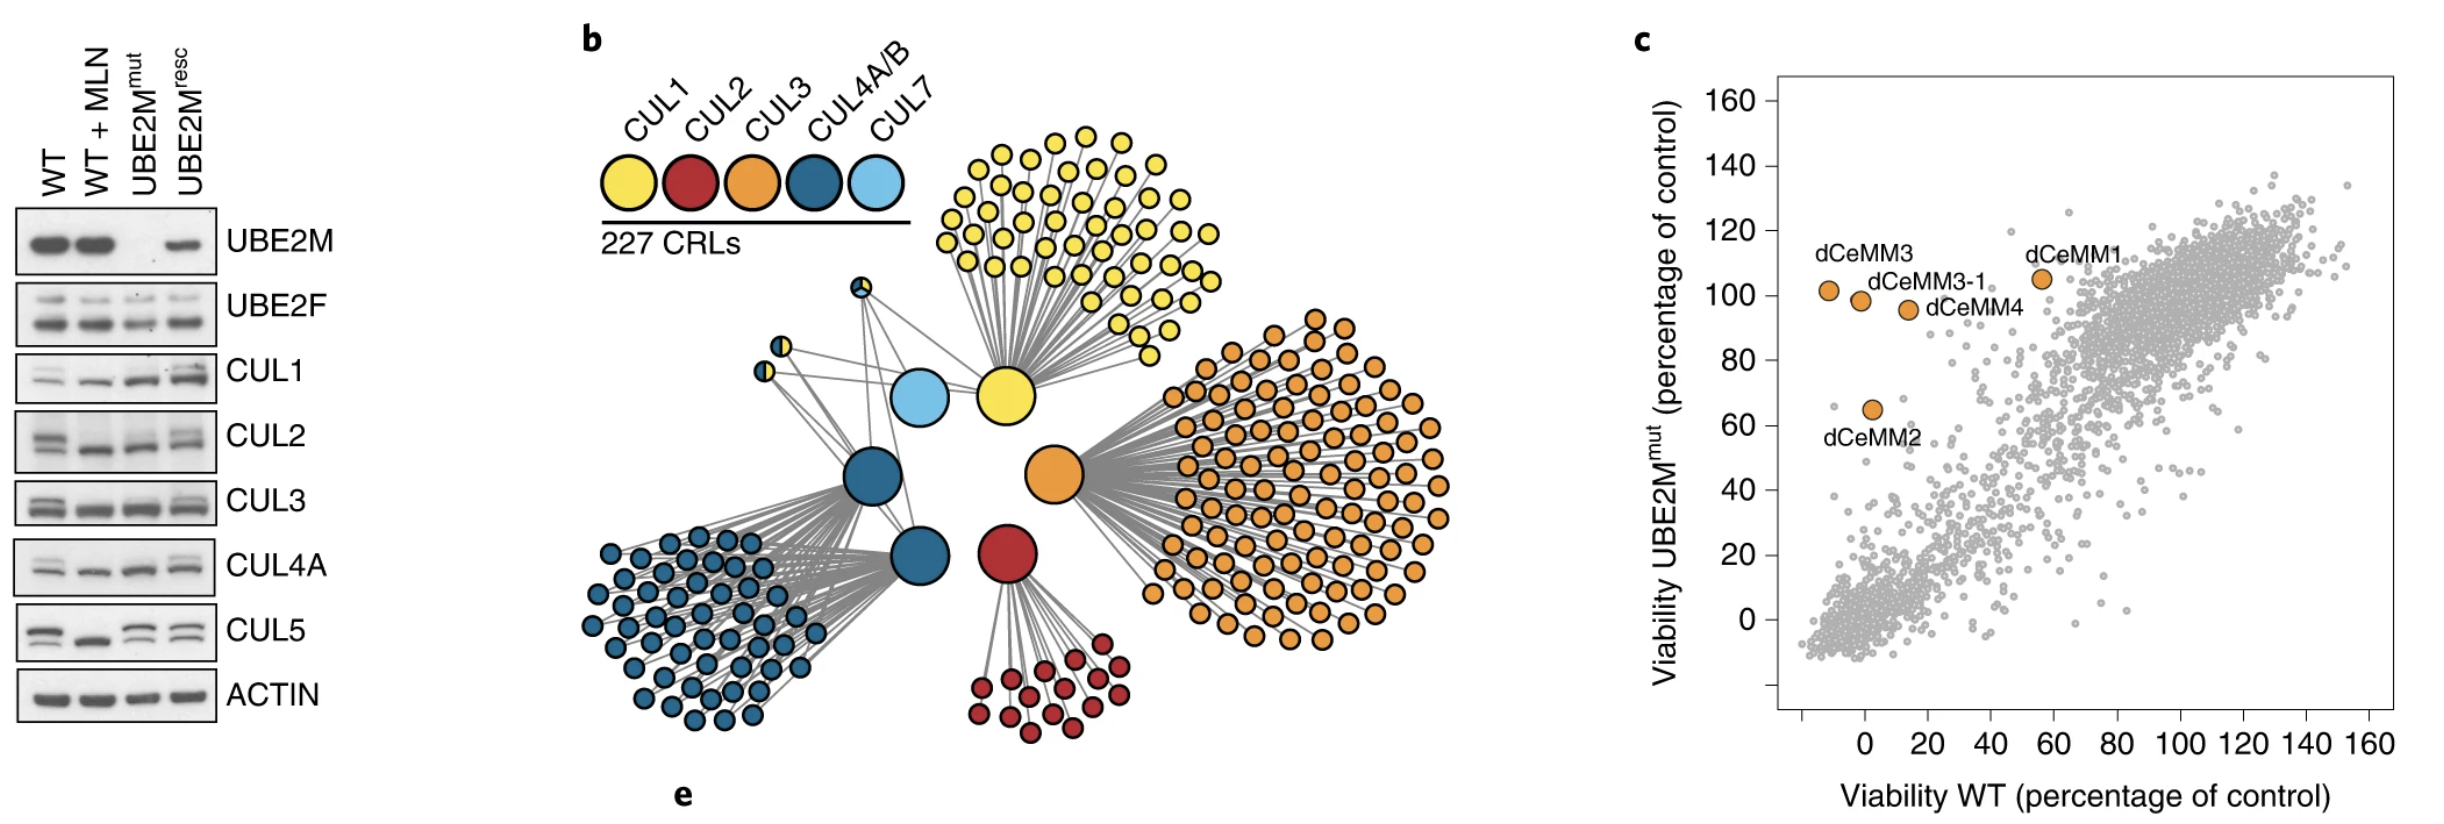 WT
WT + MLN
UBE2Mmut
UBE2Mresc
UBE2M
UBE2F
CUL1
CUL2
CUL3
CUL4A
CUL5
ACTIN
b
CUL1
CUL2
CUL3
CUL4A/B
CUL7
227 CRLs
e
c
Viability UBE2Mmut (percentage of control)
160
140
120
100
80
60
40
20
0
dCeMM3
dCeMM3-1
dCeMM4
dCeMM1
dCeMM2
0 20 40 60 80 100 120 140 160
Viability WT (percentage of control)